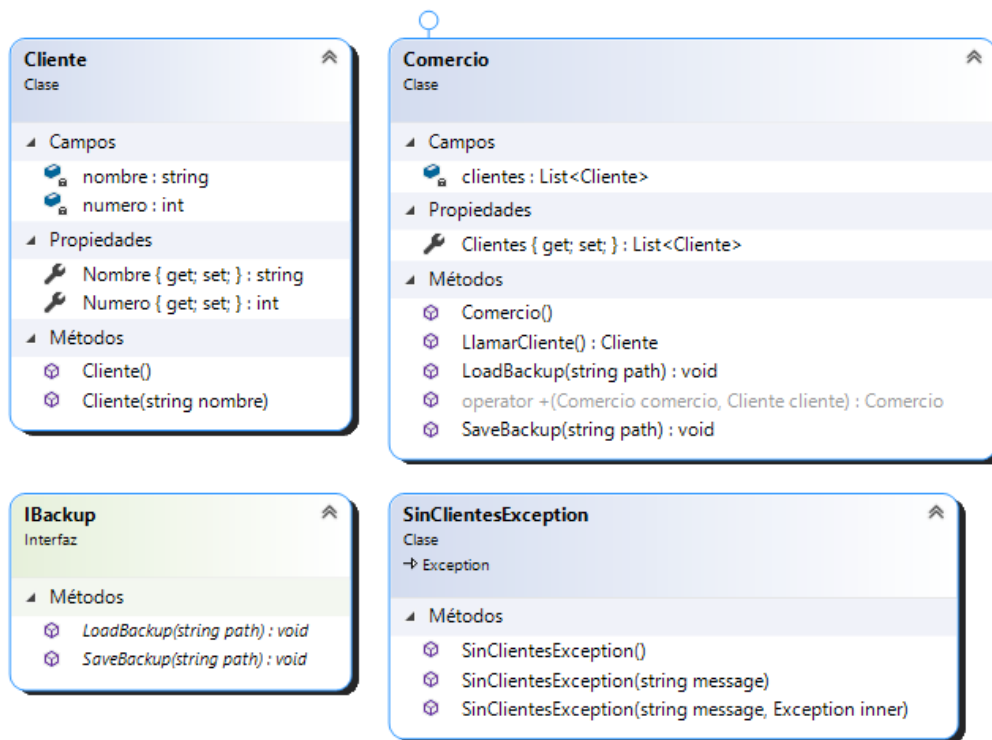 Cliente
Clase
Campos
nombre : string
numero : int
Propiedades
Nombre { get; set; } : string
Numero { get; set; } : int
Métodos
Cliente()
Cliente(string nombre)
Comercio
Clase
Campos
clientes : List<Cliente>
Propiedades
Clientes { get; set; } : List<Cliente>
Métodos
Comercio()
LlamarCliente() : Cliente
LoadBackup(string path) : void
operator +(Comercio comercio, Cliente cliente) : Comercio
SaveBackup(string path) : void
IBackup
Interfaz
Métodos
LoadBackup(string path) : void
SaveBackup(string path) : void
SinClientesException
Clase
Exception
Métodos
SinClientesException()
SinClientesException(string message)
SinClientesException(string message, Exception inner)